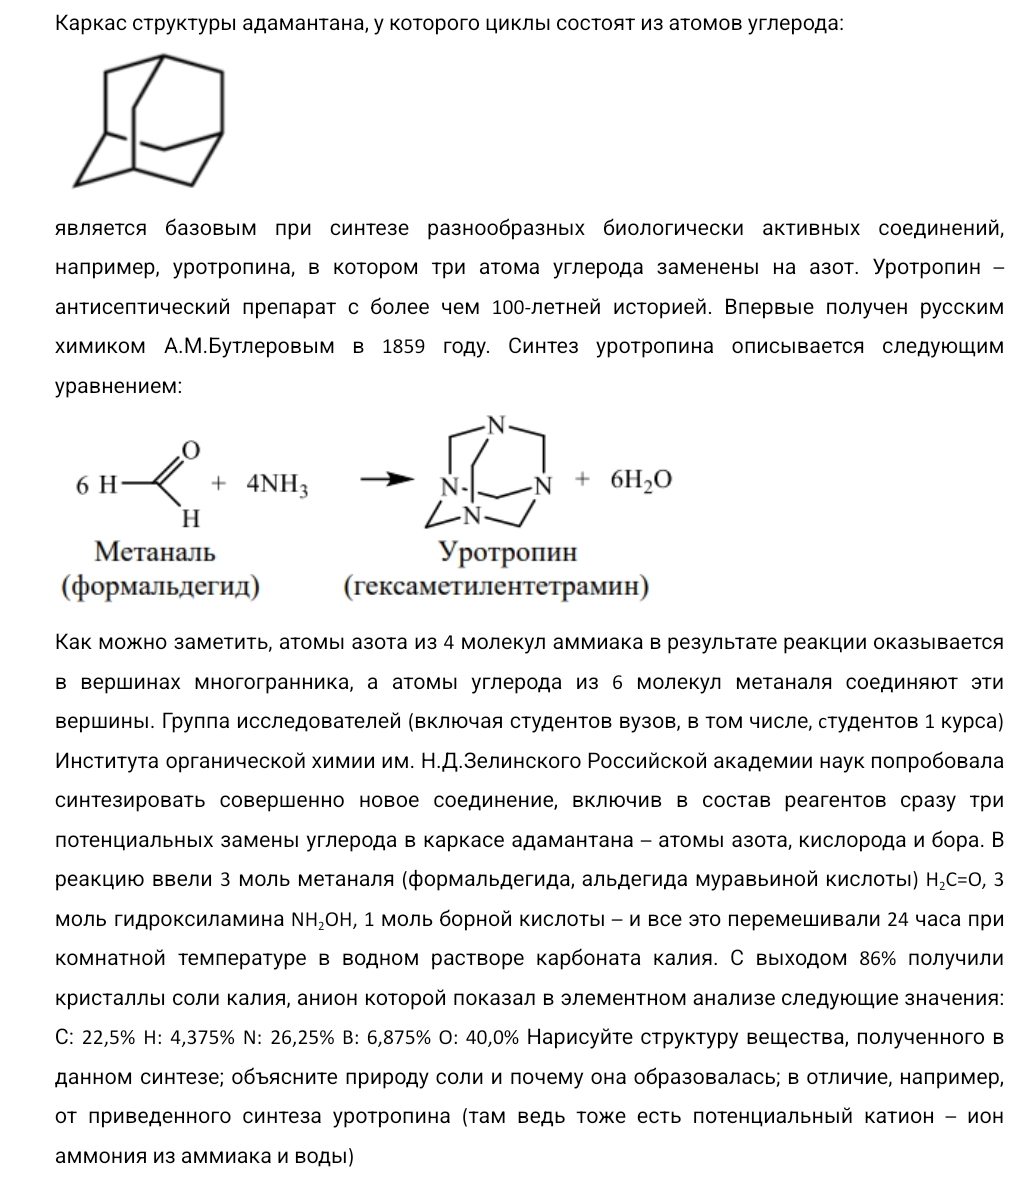 Каркас структуры адамантана, у которого циклы состоят из атомов углерода:
является базовым при синтезе разнообразных биологически активных соединений,
например, уротропина, в котором три атома углерода заменены на азот. Уротропин –
антисептический препарат с более чем 100-летней историей. Впервые получен русским
химиком А.М.Бутлеровым в 1859 году. Синтез уротропина описывается следующим
уравнением:
6 H O H + 4NH3 N N N N + 6H2O
Метаналь Уротропин
(формальдегид) (гексаметилентетрамин)
Как можно заметить, атомы азота из 4 молекул аммиака в результате реакции оказывается
в вершинах многогранника, а атомы углерода из 6 молекул метаналя соединяют эти
вершины. Группа исследователей (включая студентов вузов, в том числе, студентов 1 курса)
Института органической химии им. Н.Д.Зелинского Российской академии наук попробовала
синтезировать совершенно новое соединение, включив в состав реагентов сразу три
потенциальных замены углерода в каркасе адамантана – атомы азота, кислорода и бора. В
реакцию ввели 3 моль метаналя (формальдегида, альдегида муравьиной кислоты) H2C=O, 3
моль гидроксиламина NH2OH, 1 моль борной кислоты – и все это перемешивали 24 часа при
комнатной температуре в водном растворе карбоната калия. С выходом 86% получили
кристаллы соли калия, анион которой показал в элементном анализе следующие значения:
C: 22,5% H: 4,375% N: 26,25% B: 6,875% O: 40,0% Нарисуйте структуру вещества, полученного в
данном синтезе; объясните природу соли и почему она образовалась; в отличие, например,
от приведенного синтеза уротропина (там ведь тоже есть потенциальный катион – ион
аммония из аммиака и воды)